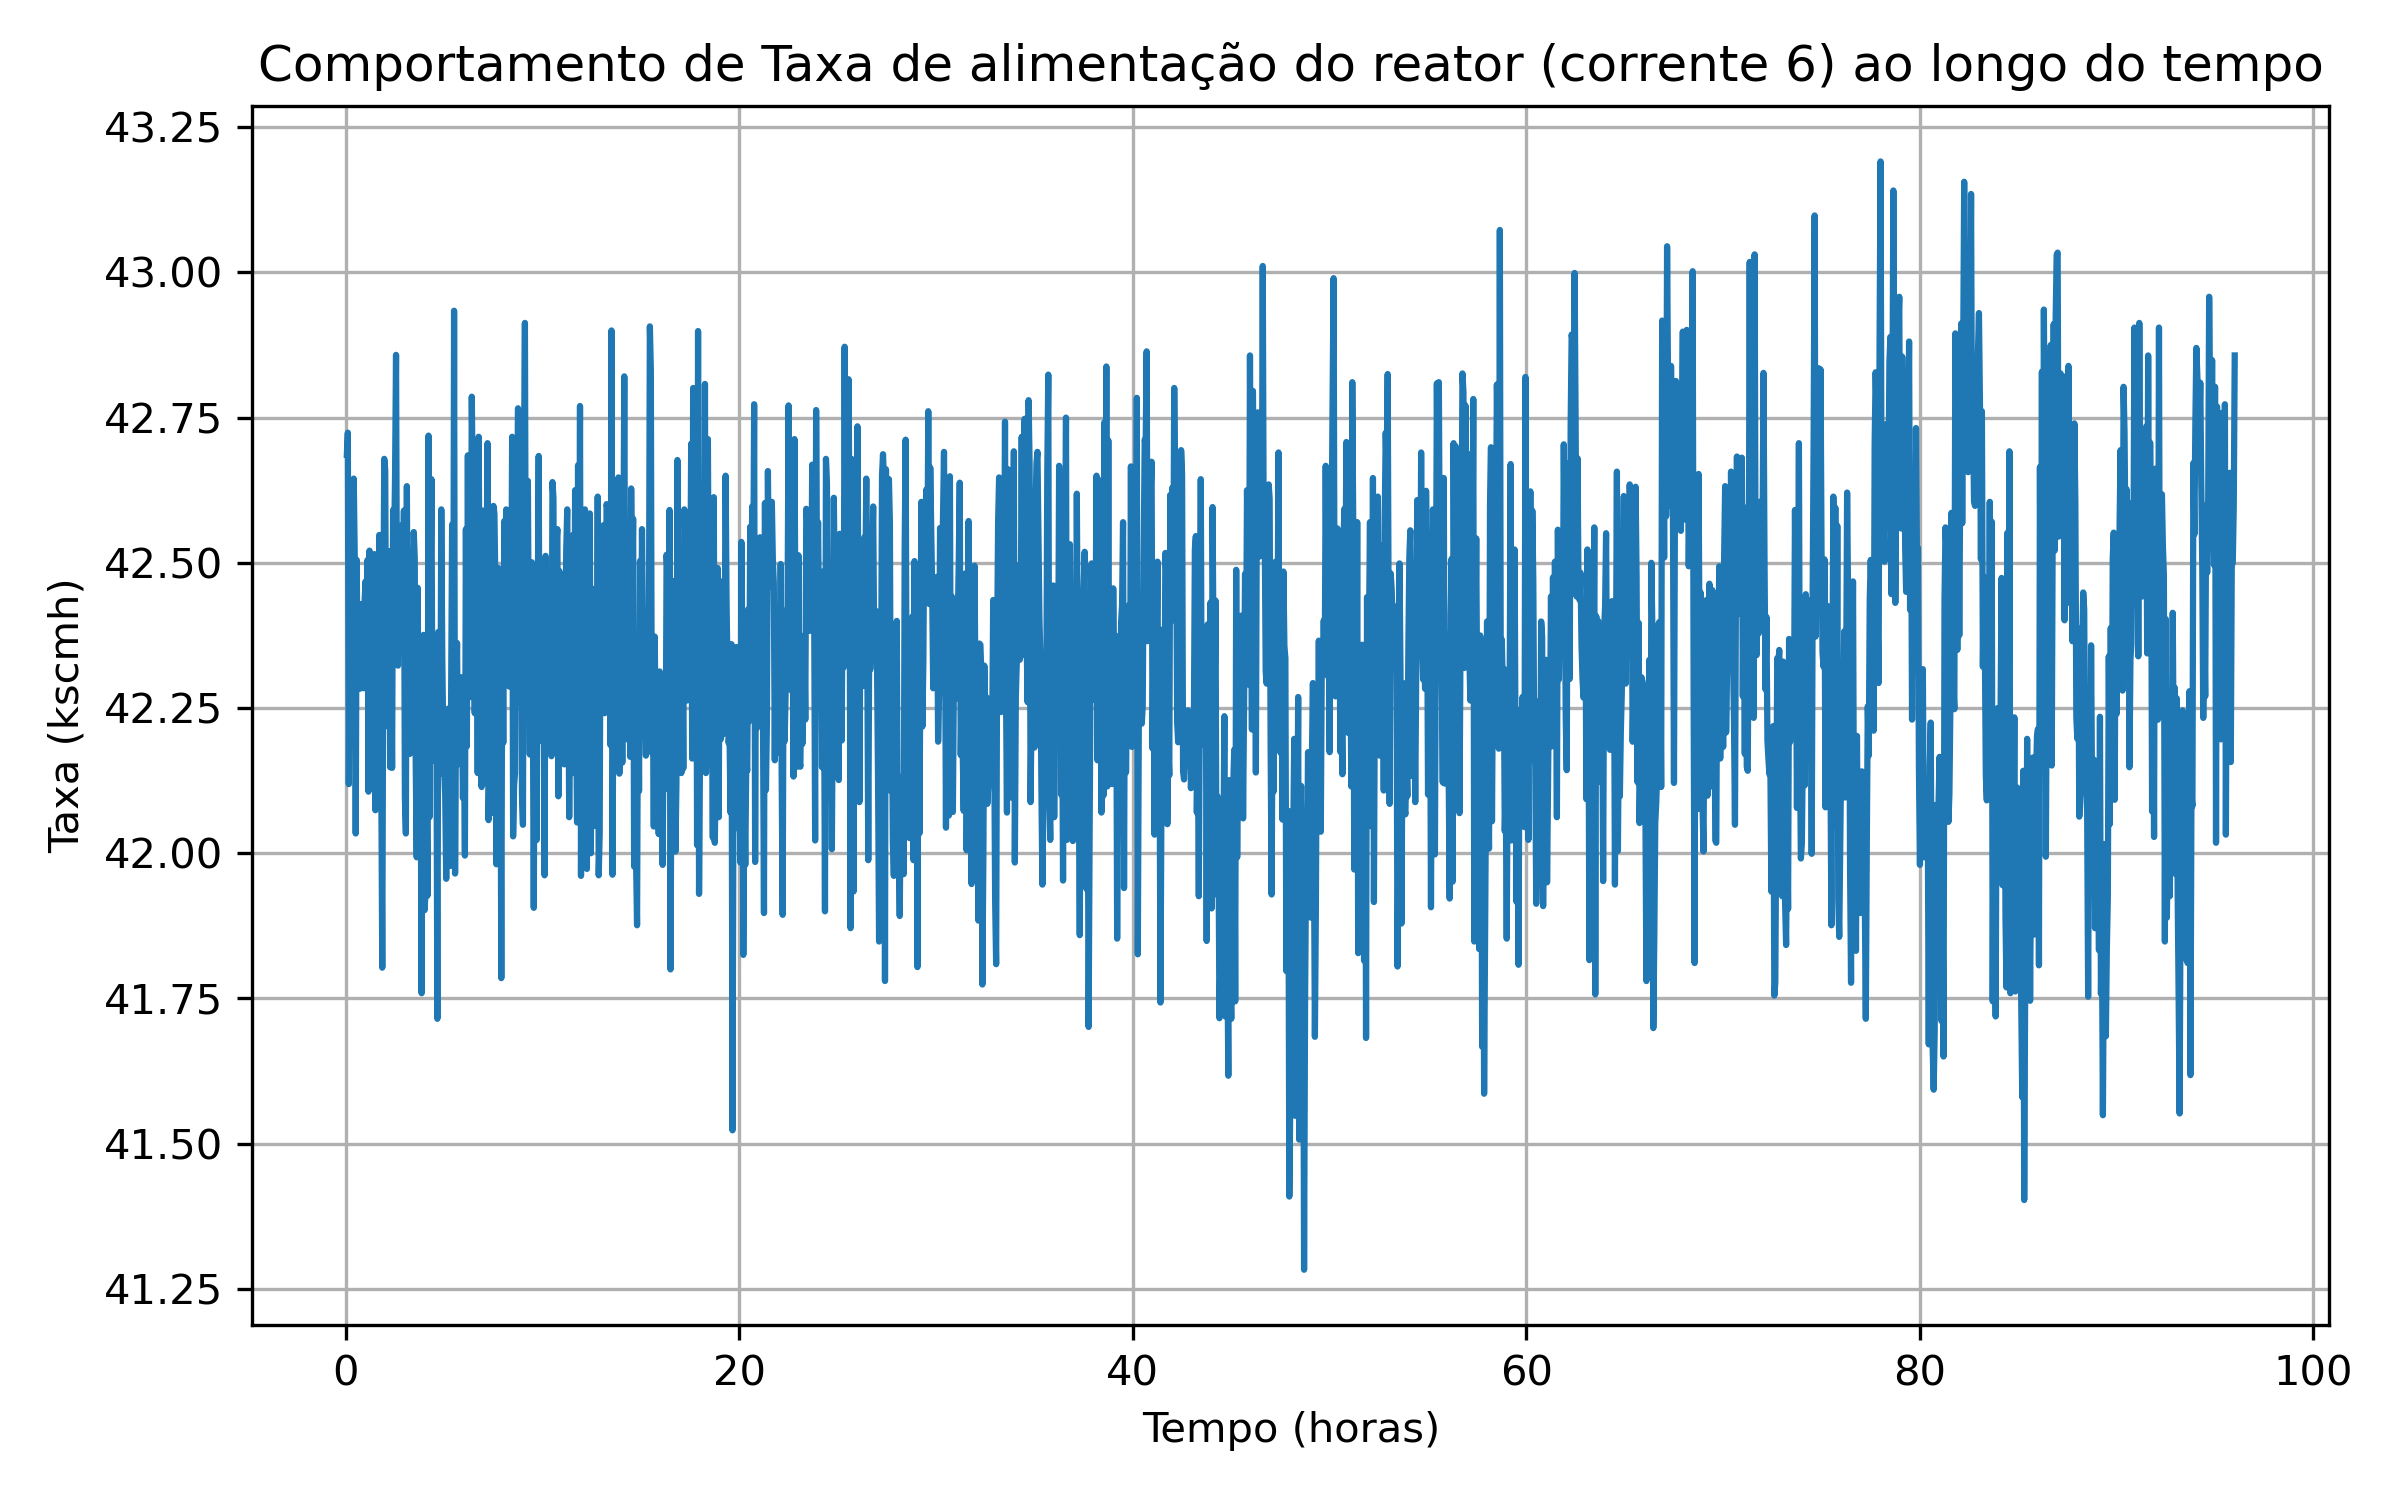 Comportamento de Taxa de alimentação do reator (corrente 6) ao longo do tempo
43.25
43.00
42.75
42.50
42.25
42.00
41.75
41.50
41.25
Taxa (kscmh)
0 20 40 60 80 100
Tempo (horas)